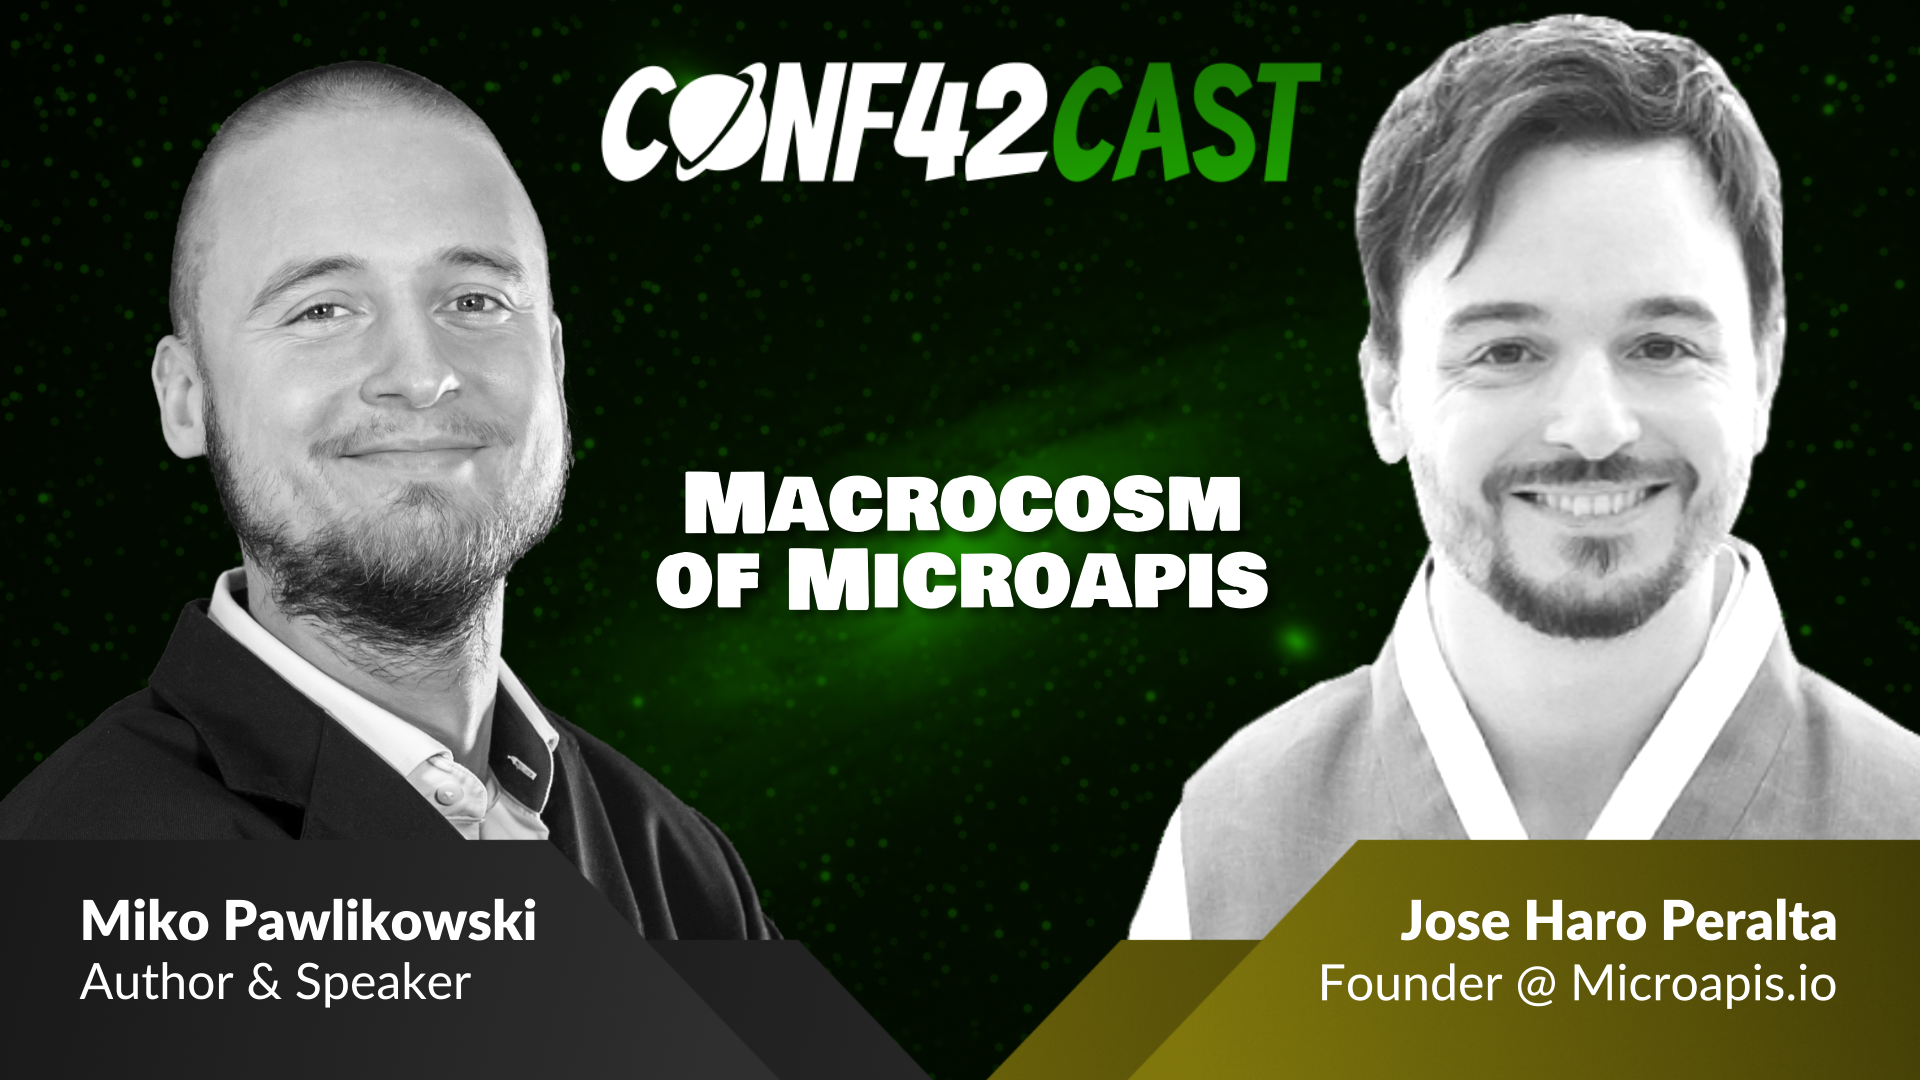 CONF42CAST
MACROCOSM
OF MICROAPIS
Miko Pawlikowski
Author & Speaker
Jose Haro Peralta
Founder @ Microapis.io